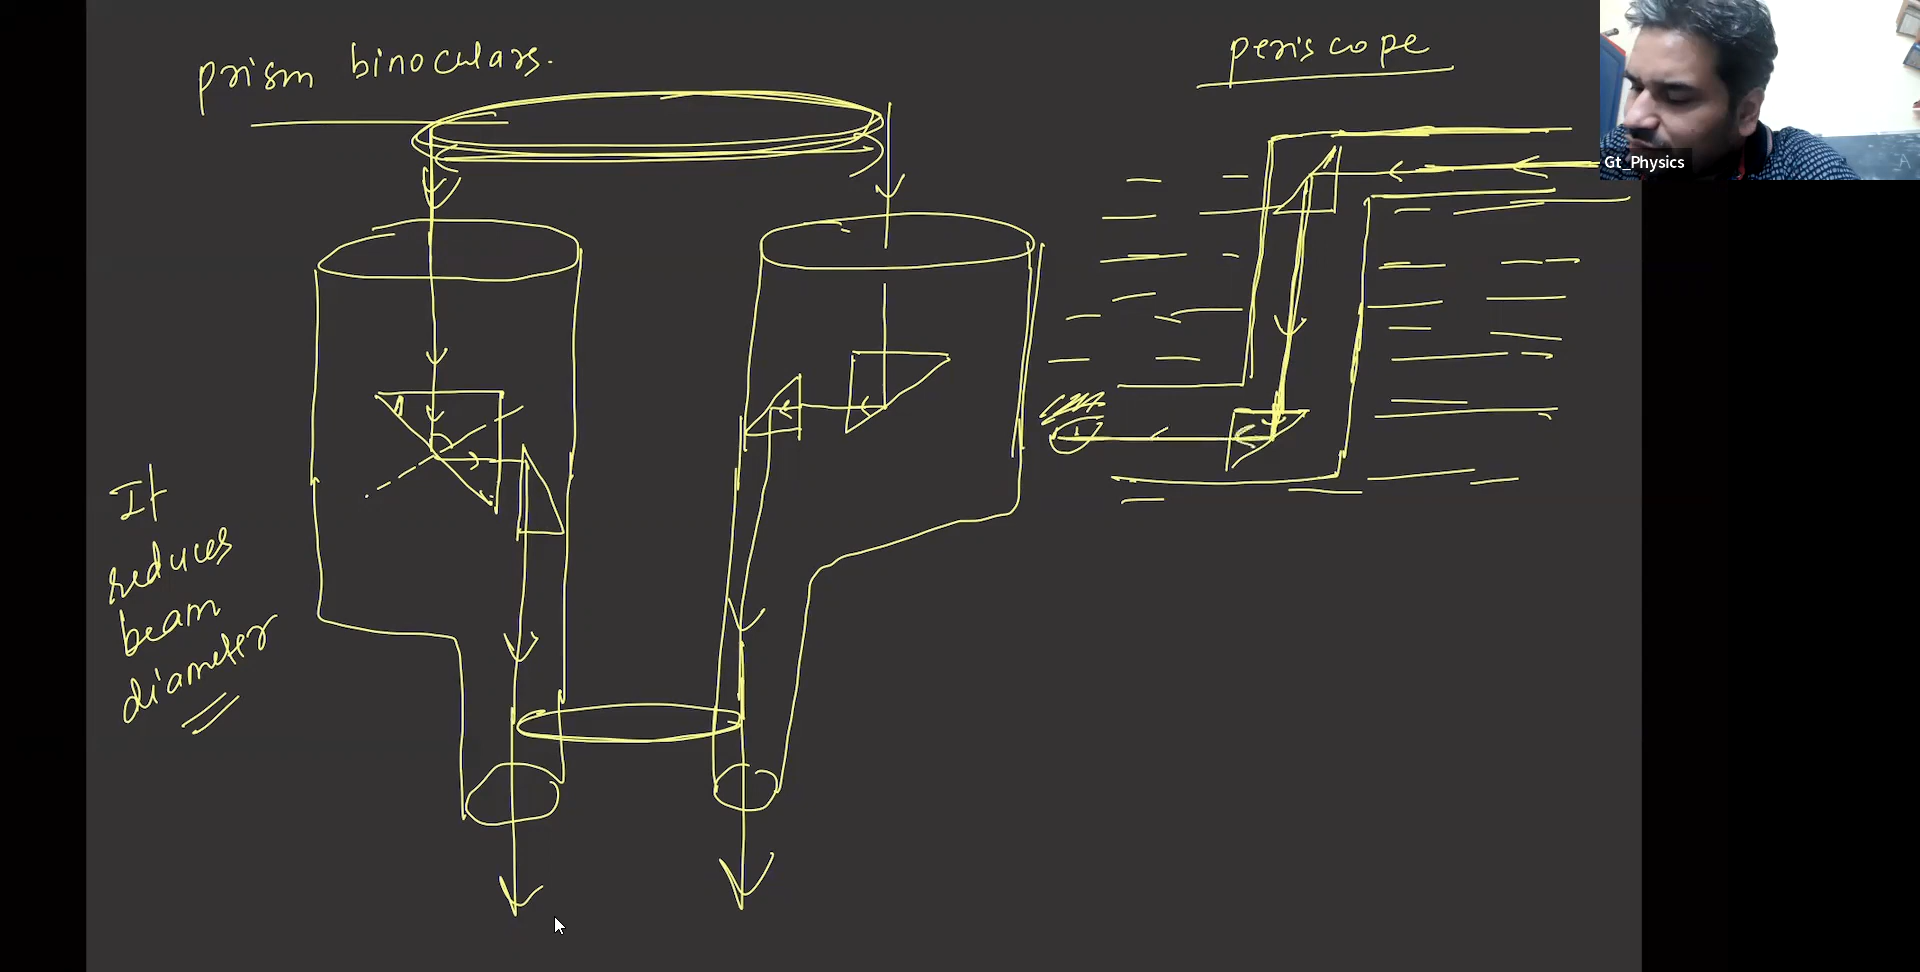 prism binoculars.
periscope
Gt_Physics
A
It
reduces
beam
diameter